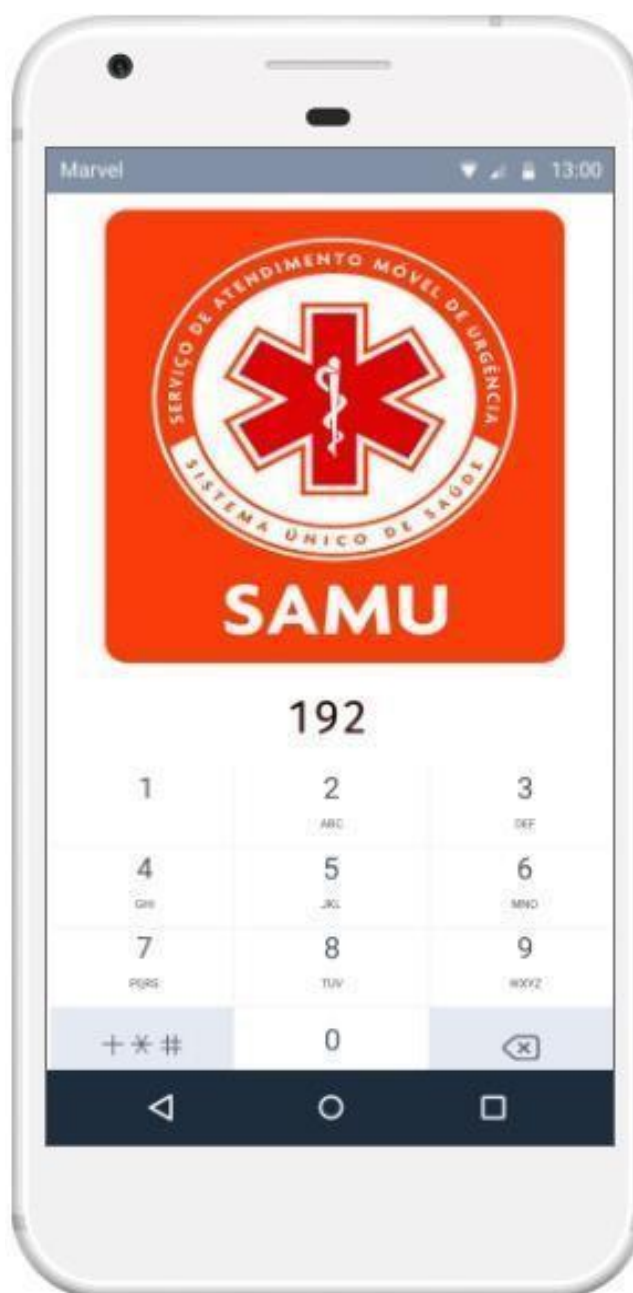 Marvel 13:00
SERVIÇO DE ATENDIMENTO MÓVEL DE URGÊNCIA
SISTEMA ÚNICO DE SAÚDE
SAMU
192
1 2 3
ABC DEF
4 5 6
GHI JKL MNO
7 8 9
PQRS TUV WXYZ
+ * # 0